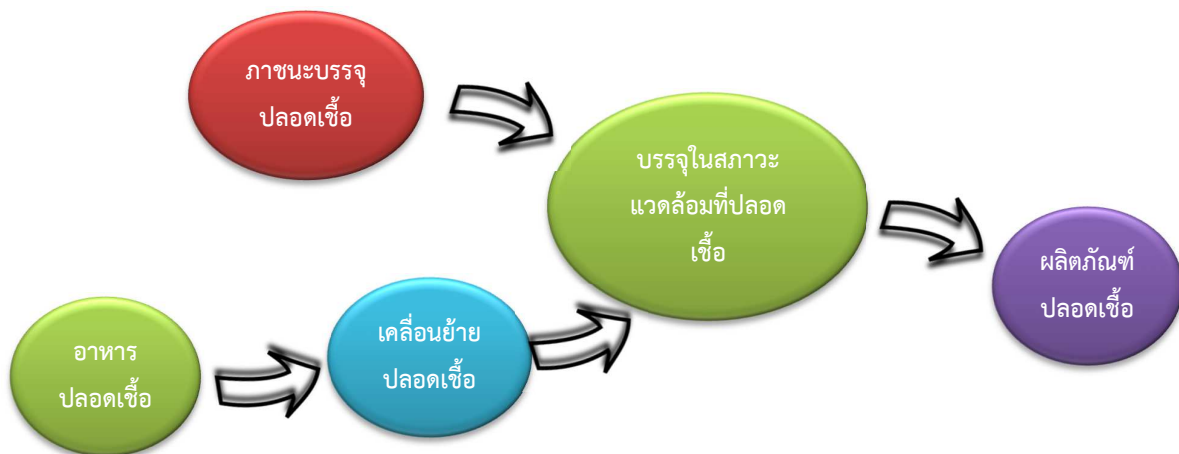 ภาชนะบรรจุ
ปลอดเชื้อ
บรรจุในสภาวะ
แวดล้อมที่ปลอด
เชื้อ
ผลิตภัณฑ์
ปลอดเชื้อ
อาหาร
ปลอดเชื้อ
เคลื่อนย้าย
ปลอดเชื้อ